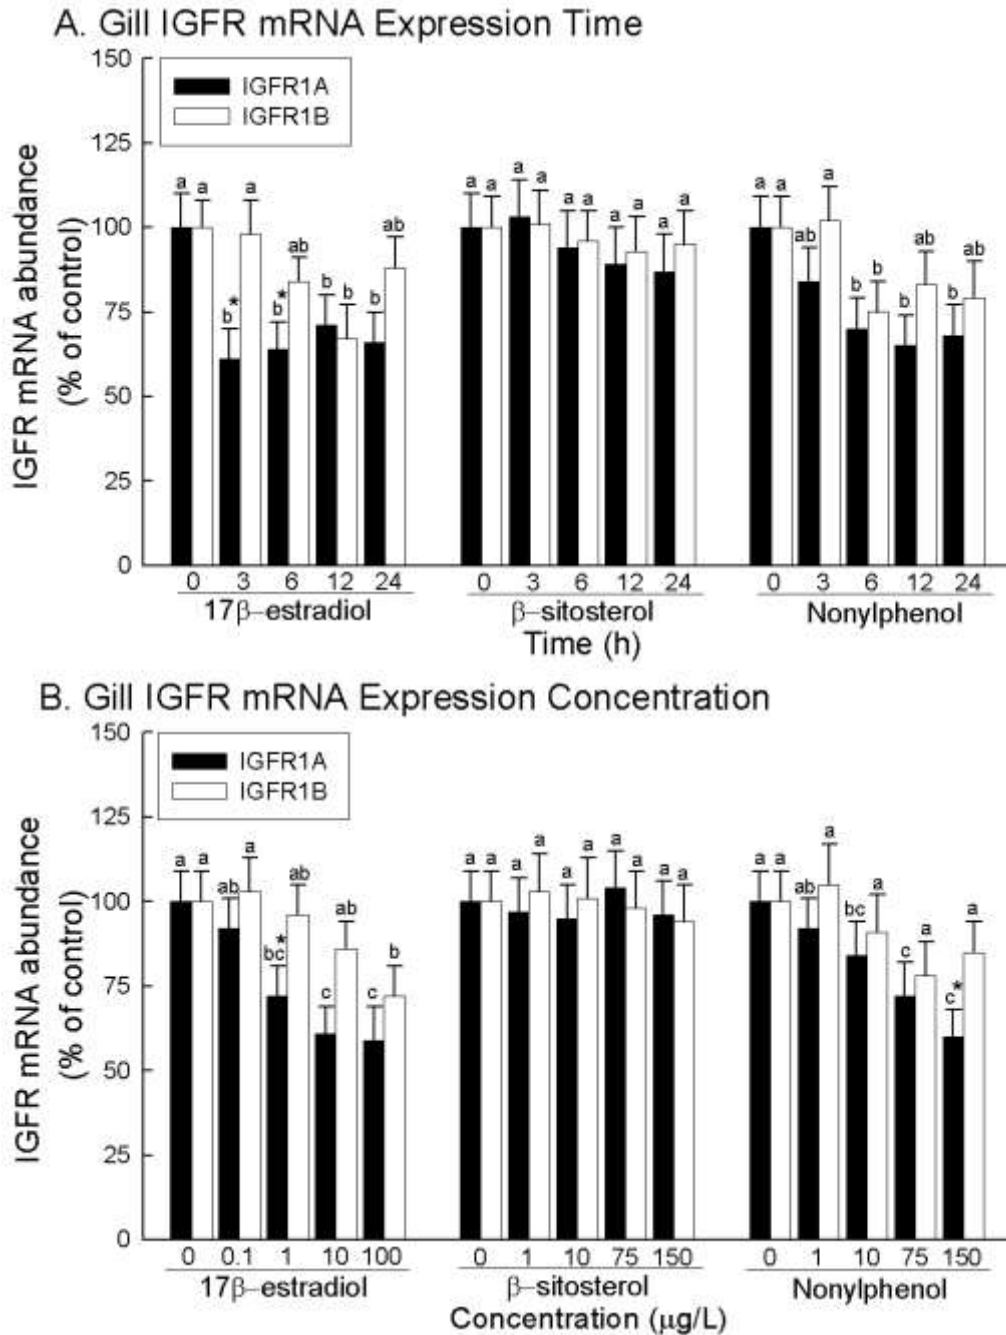 A. Gill IGFR mRNA Expression Time
150
IGFR1A
IGFR1B
125
100
75
50
25
0
IGFR mRNA abundance
(% of control)
a a b* a b* ab b b b ab
a a a a a a a a a a
a a ab a b b b ab b ab
0 3 6 12 24 0 3 6 12 24 0 3 6 12 24
17β–estradiol β–sitosterol Nonylphenol
Time (h)
B. Gill IGFR mRNA Expression Concentration
150
IGFR1A
IGFR1B
125
100
75
50
25
0
IGFR mRNA abundance
(% of control)
a a ab a bc* ab c ab c b
a a a a a a a a a a
a a ab a bc a c a c* a
0 0.1 1 10 100 0 1 10 75 150 0 1 10 75 150
17β–estradiol β–sitosterol Nonylphenol
Concentration (μg/L)